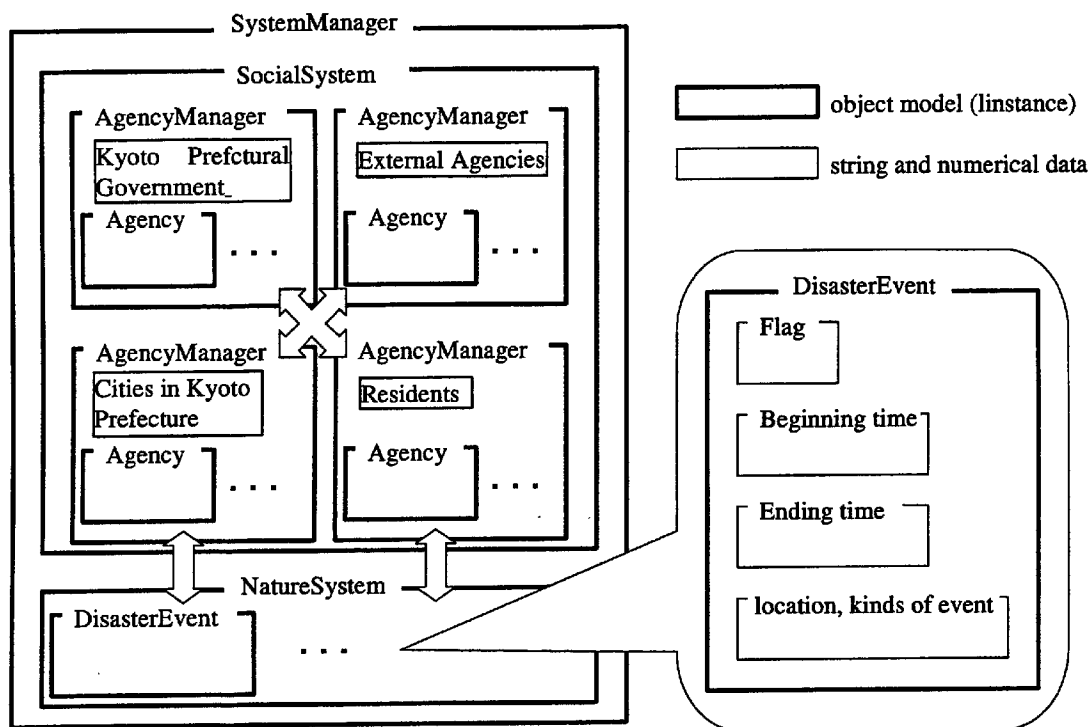 SystemManager
SocialSystem
AgencyManager
Kyoto Prefctural
Government
Agency
. . .
AgencyManager
External Agencies
Agency
. . .
AgencyManager
Cities in Kyoto
Prefecture
Agency
. . .
AgencyManager
Residents
Agency
. . .
NatureSystem
DisasterEvent
. . .
object model (linstance)
string and numerical data
DisasterEvent
Flag
Beginning time
Ending time
location, kinds of event